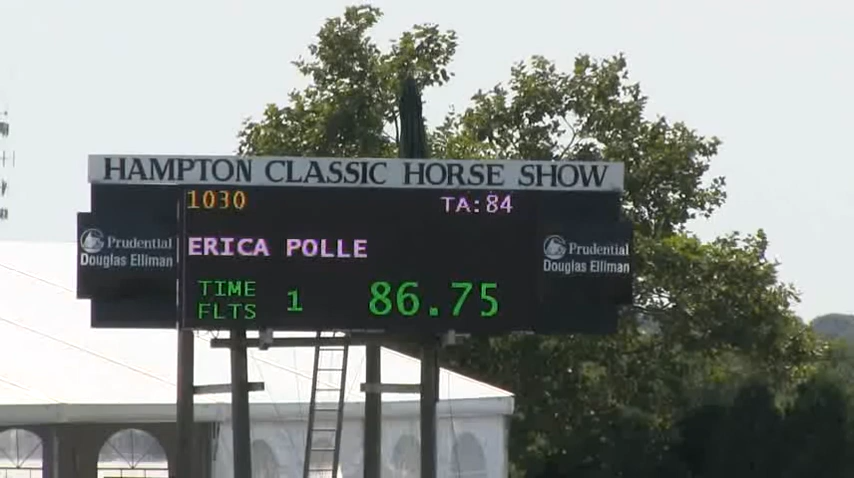 HAMPTON CLASSIC HORSE SHOW
1030 TA:84
Prudential
Douglas Elliman
ERICA POLLE
Prudential
Douglas Elliman
TIME
FLTS 1 86.75